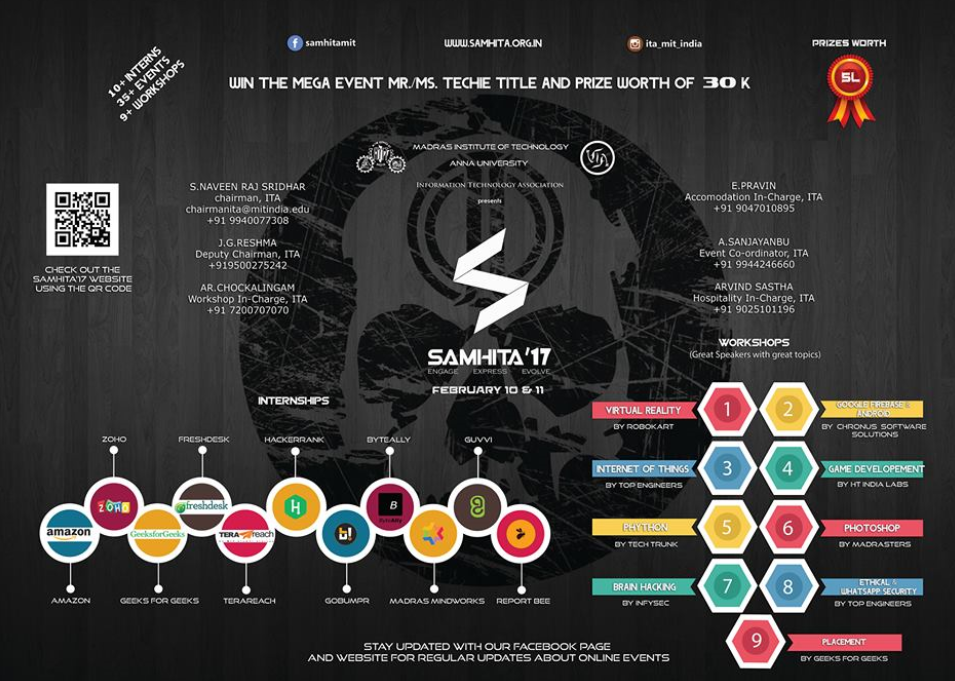 samhitamit
WWW.SAMHITA.ORG.IN
ita_mit_india
PRIZES WORTH
5L
10+ INTERNS
35+ EVENTS
9+ WORKSHOPS
WIN THE MEGA EVENT MR./MS. TECHIE TITLE AND PRIZE WORTH OF 30 K
MADRAS INSTITUTE OF TECHNOLOGY
ANNA UNIVERSITY
INFORMATION TECHNOLOGY ASSOCIATION
presents
CHECK OUT THE
SAMHITA'17 WEBSITE
USING THE QR CODE
S.NAVEEN RAJ SRIDHAR
chairman, ITA
chairmanita@mitindia.edu
+91 9940077308
J.G.RESHMA
Deputy Chairman, ITA
+919500275242
AR.CHOCKALINGAM
Workshop In-Charge, ITA
+91 7200707070
E.PRAVIN
Accomodation In-Charge, ITA
+91 9047010895
A.SANJAYANBU
Event Co-ordinator, ITA
+91 9944246660
ARVIND SASTHA
Hospitality In-Charge, ITA
+91 9025101196
SAMHITA'17
ENGAGE EXPRESS EVOLVE
FEBRUARY 10 & 11
INTERNSHIPS
ZOHO
FRESHDESK
HACKERRANK
BYTEALLY
GUVVI
amazon
ZOHO
GeeksforGeeks
freshdesk
TERA reach
H
b!
B
AMAZON
GEEKS FOR GEEKS
TERAREACH
GOBUMPR
MADRAS MINDWORKS
REPORT BEE
WORKSHOPS
(Great Speakers with great topics)
VIRTUAL REALITY
BY ROBOKART
1
2
GOOGLE FIREBASE &
ANDROID
BY CHRONUS SOFTWARE
SOLUTIONS
INTERNET OF THINGS
BY TOP ENGINEERS
3
4
GAME DEVELOPEMENT
BY HT INDIA LABS
PHYTHON
BY TECH TRUNK
5
6
PHOTOSHOP
BY MADRASTERS
BRAIN HACKING
BY INFYSEC
7
8
ETHICAL &
WHATSAPP SECURITY
BY TOP ENGINEERS
9
PLACEMENT
BY GEEKS FOR GEEKS
STAY UPDATED WITH OUR FACEBOOK PAGE
AND WEBSITE FOR REGULAR UPDATES ABOUT ONLINE EVENTS